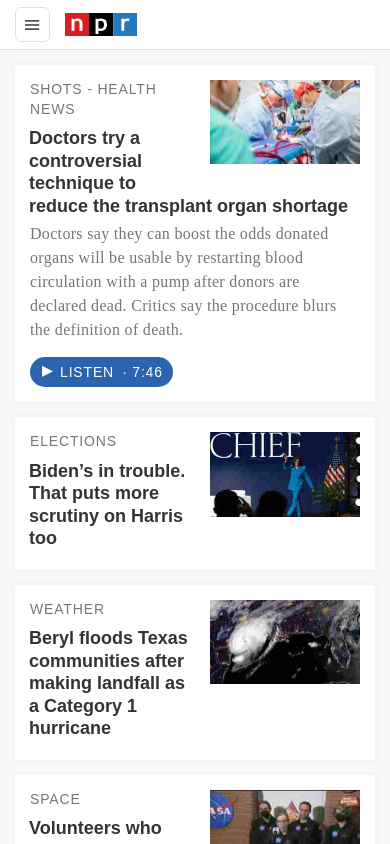 npr
SHOTS - HEALTH
NEWS
Doctors try a
controversial
technique to
reduce the transplant organ shortage
Doctors say they can boost the odds donated
organs will be usable by restarting blood
circulation with a pump after donors are
declared dead. Critics say the procedure blurs
the definition of death.
LISTEN · 7:46
ELECTIONS
Biden’s in trouble.
That puts more
scrutiny on Harris
too
CHIEF
WEATHER
Beryl floods Texas
communities after
making landfall as
a Category 1
hurricane
SPACE
Volunteers who
NASA